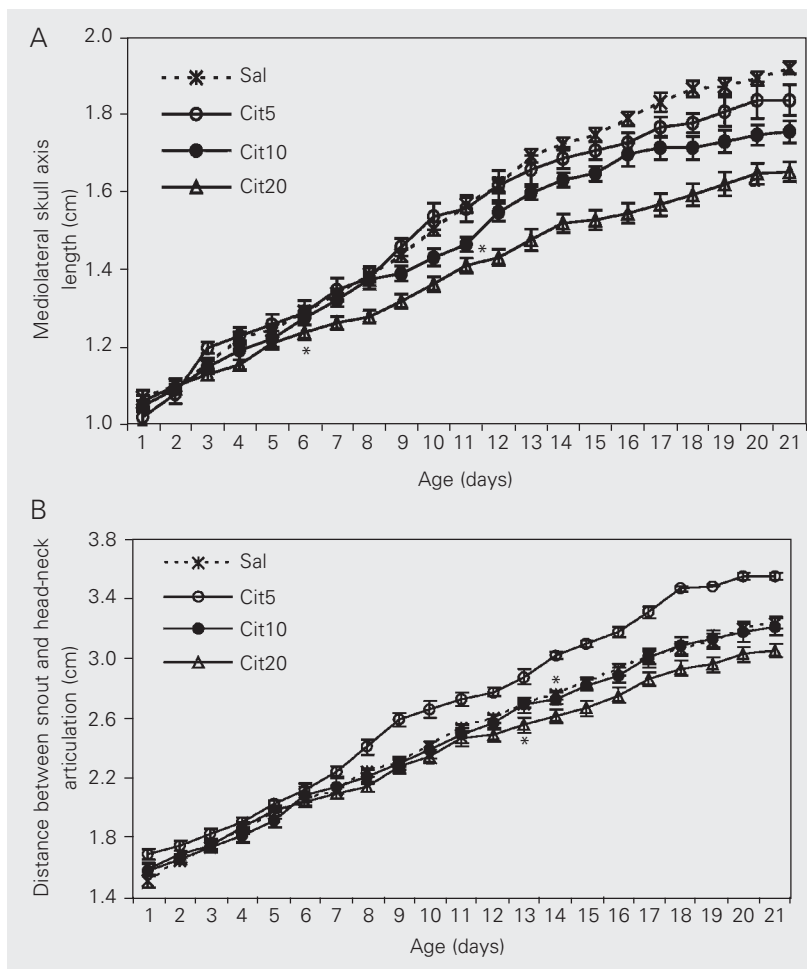 A
2.0
1.8
1.6
1.4
1.2
1.0
Mediolateral skull axis
length (cm)
Sal
Cit5
Cit10
Cit20
*
*
1 2 3 4 5 6 7 8 9 10 11 12 13 14 15 16 17 18 19 20 21
Age (days)
B
3.8
3.4
3.0
2.6
2.2
1.8
1.4
Distance between snout and head-neck
articulation (cm)
Sal
Cit5
Cit10
Cit20
*
*
1 2 3 4 5 6 7 8 9 10 11 12 13 14 15 16 17 18 19 20 21
Age (days)